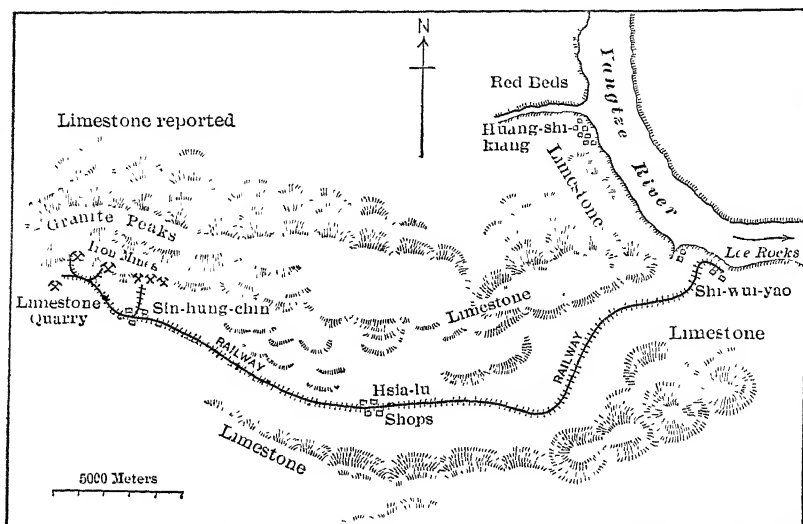 N
Red Beds
Yangtze
River
Limestone reported
Huang-shi-
kiang
Limestone
Granite Peaks
Iron Mines
Lee Rocks
Limestone
Quarry
Sin-hung-chin
Limestone
Shi-wui-yao
Limestone
RAILWAY
RAILWAY
Hsia-lu
Shops
Limestone
5000 Meters